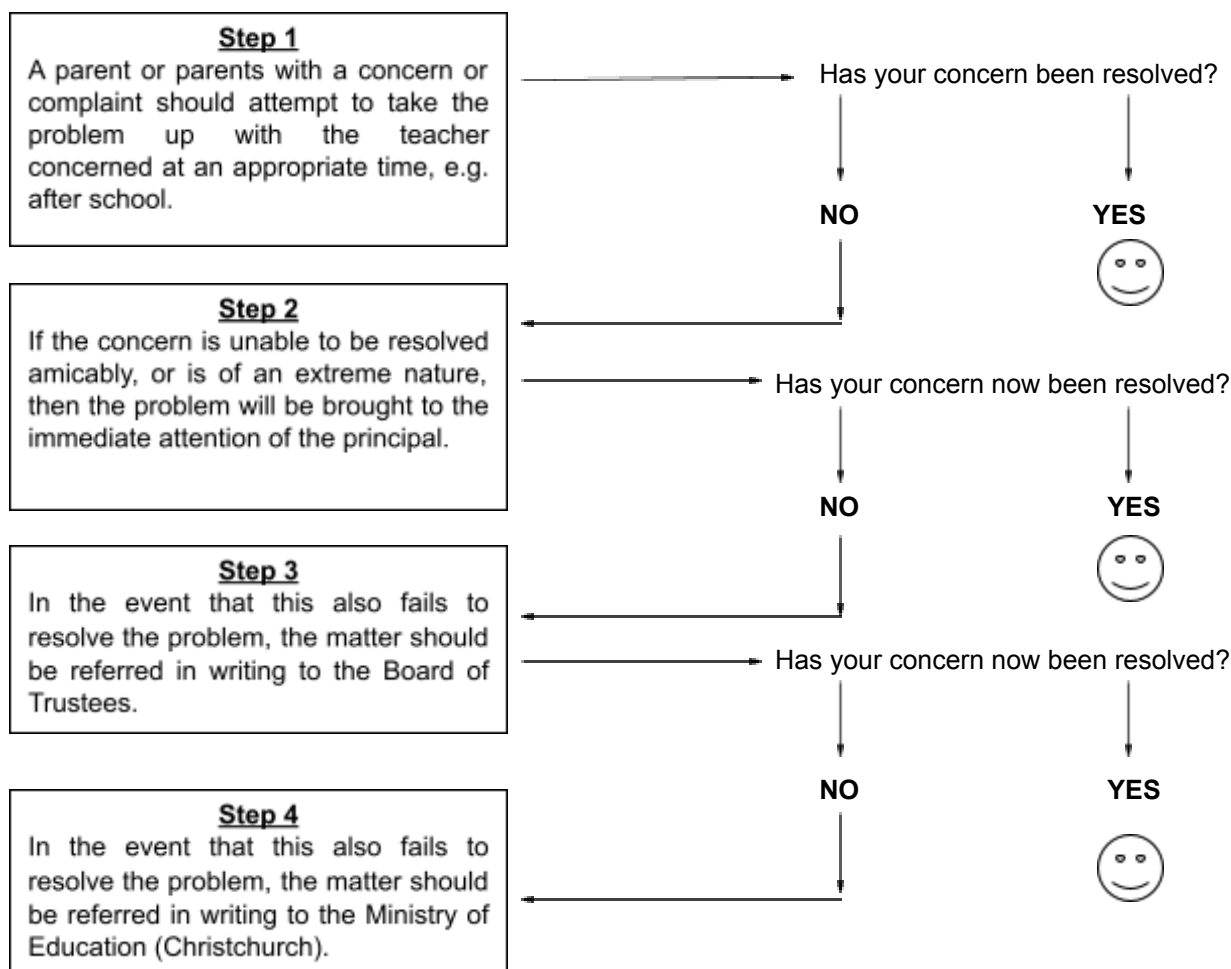 Step 1
A parent or parents with a concern or
complaint should attempt to take the
problem up with the teacher
concerned at an appropriate time, e.g.
after school.
Has your concern been resolved?
NO
YES
Step 2
If the concern is unable to be resolved
amicably, or is of an extreme nature,
then the problem will be brought to the
immediate attention of the principal.
Has your concern now been resolved?
NO
YES
Step 3
In the event that this also fails to
resolve the problem, the matter should
be referred in writing to the Board of
Trustees.
Has your concern now been resolved?
NO
YES
Step 4
In the event that this also fails to
resolve the problem, the matter should
be referred in writing to the Ministry of
Education (Christchurch).